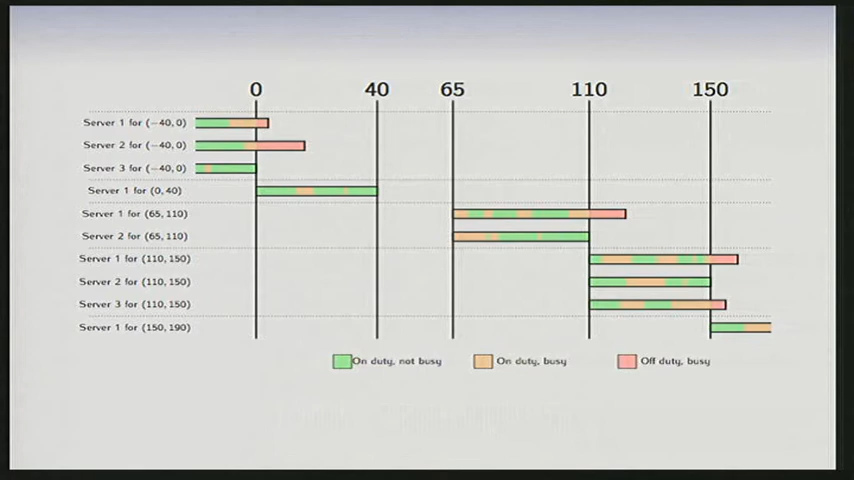 0 40 65 110 150
Server 1 for (−40, 0)
Server 2 for (−40, 0)
Server 3 for (−40, 0)
Server 1 for (0, 40)
Server 1 for (65, 110)
Server 2 for (65, 110)
Server 1 for (110, 150)
Server 2 for (110, 150)
Server 3 for (110, 150)
Server 1 for (150, 190)
On duty, not busy On duty, busy Off duty, busy